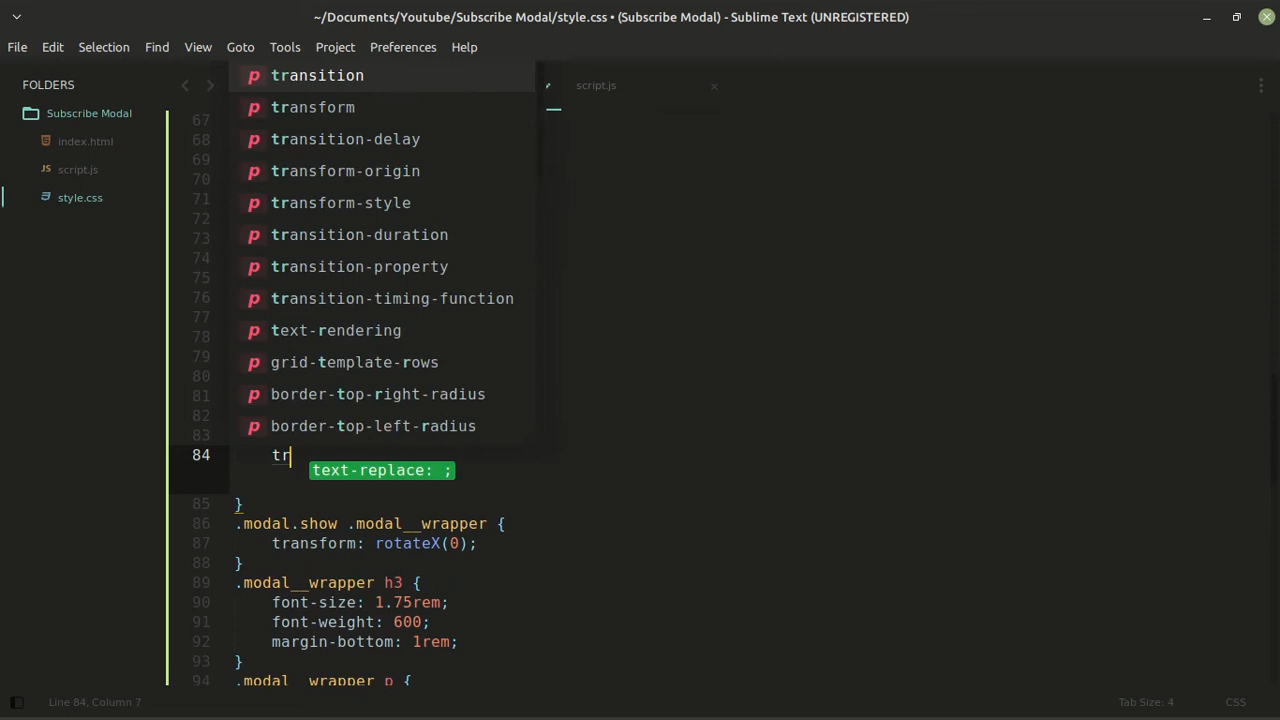 ~/Documents/Youtube/Subscribe Modal/style.css • (Subscribe Modal) - Sublime Text (UNREGISTERED)
File Edit Selection Find View Goto Tools Project Preferences Help
FOLDERS
Subscribe Modal
index.html
JS script.js
style.css
script.js
67
68
69
70
71
72
73
74
75
76
77
78
79
80
81
82
83
p transition
p transform
p transition-delay
p transform-origin
p transform-style
p transition-duration
p transition-property
p transition-timing-function
p text-rendering
p grid-template-rows
p border-top-right-radius
p border-top-left-radius
84 tr
text-replace: ;
85 }
86 .modal.show .modal__wrapper {
87 transform: rotateX(0);
88 }
89 .modal__wrapper h3 {
90 font-size: 1.75rem;
91 font-weight: 600;
92 margin-bottom: 1rem;
93 }
94 .modal__wrapper p {
Line 84, Column 7
Tab Size: 4 CSS